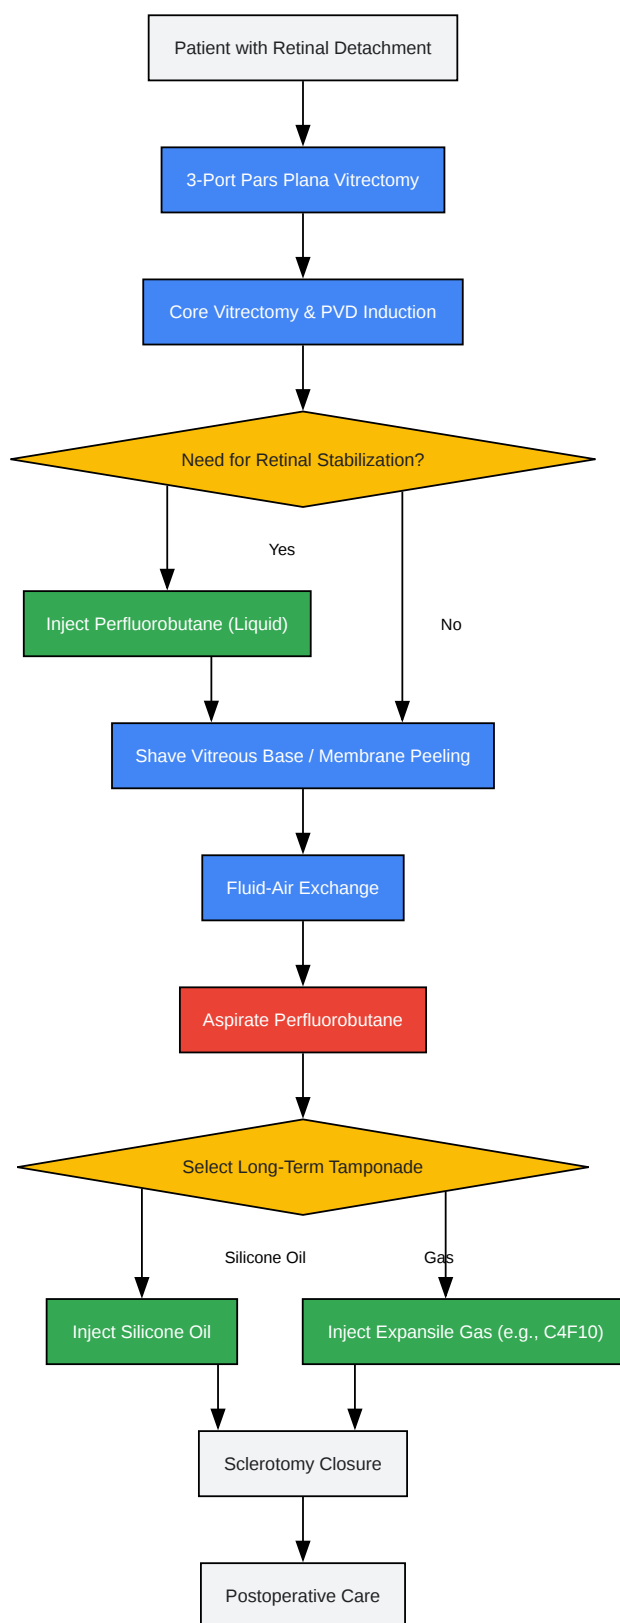 Patient with Retinal Detachment
3-Port Pars Plana Vitrectomy
Core Vitrectomy & PVD Induction
Need for Retinal Stabilization?
Yes
Inject Perfluorobutane (Liquid)
No
Shave Vitreous Base / Membrane Peeling
Fluid-Air Exchange
Aspirate Perfluorobutane
Select Long-Term Tamponade
Silicone Oil
Gas
Inject Silicone Oil
Inject Expansile Gas (e.g., C4F10)
Sclerotomy Closure
Postoperative Care